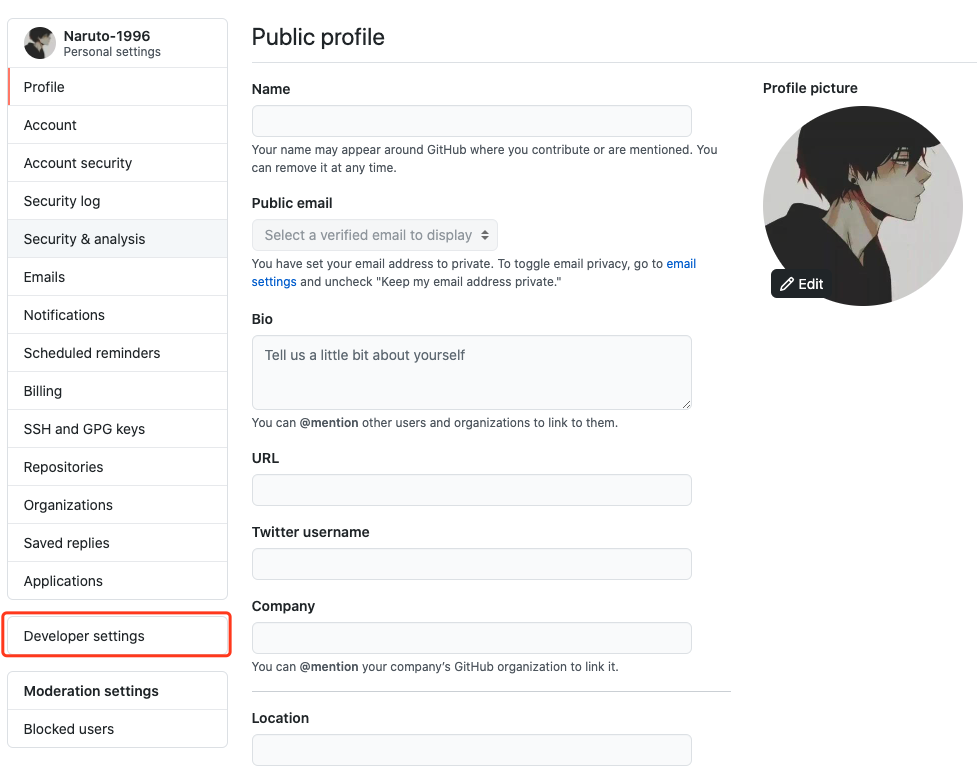 Naruto-1996
Personal settings
Profile
Account
Account security
Security log
Security & analysis
Emails
Notifications
Scheduled reminders
Billing
SSH and GPG keys
Repositories
Organizations
Saved replies
Applications
Developer settings
Moderation settings
Blocked users
Public profile
Name
Your name may appear around GitHub where you contribute or are mentioned. You
can remove it at any time.
Public email
Select a verified email to display
You have set your email address to private. To toggle email privacy, go to email
settings and uncheck "Keep my email address private."
Bio
Tell us a little bit about yourself
You can @mention other users and organizations to link to them.
URL
Twitter username
Company
You can @mention your company’s GitHub organization to link it.
Location
Profile picture
Edit